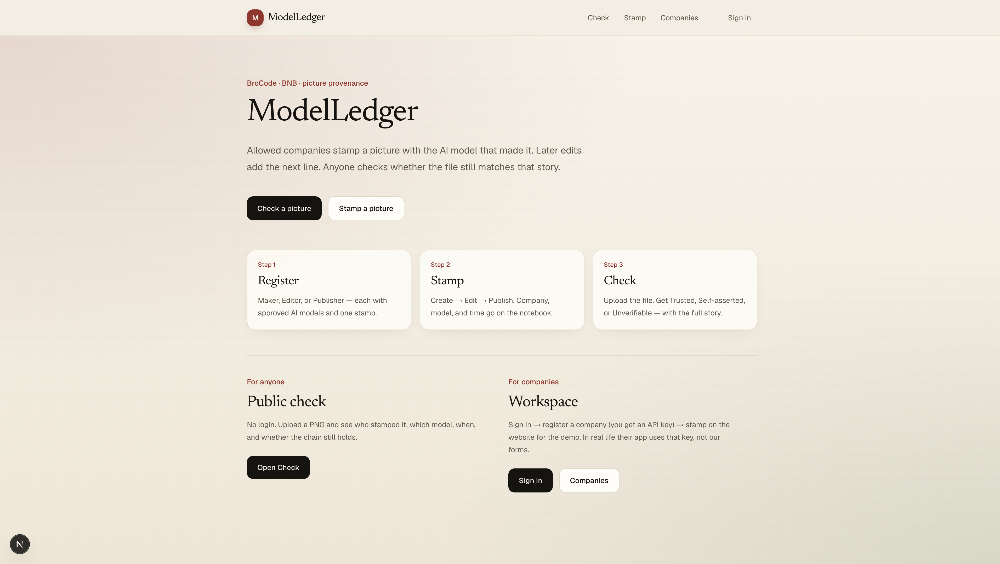 M ModelLedger
Check Stamp Companies Sign in
BroCode · BNB · picture provenance
ModelLedger
Allowed companies stamp a picture with the AI model that made it. Later edits
add the next line. Anyone checks whether the file still matches that story.
Check a picture Stamp a picture
Step 1
Register
Maker, Editor, or Publisher — each with
approved AI models and one stamp.
Step 2
Stamp
Create → Edit → Publish. Company,
model, and time go on the notebook.
Step 3
Check
Upload the file. Get Trusted, Self-asserted,
or Unverifiable — with the full story.
For anyone
Public check
No login. Upload a PNG and see who stamped it, which model, when,
and whether the chain still holds.
Open Check
For companies
Workspace
Sign in → register a company (you get an API key) → stamp on the
website for the demo. In real life their app uses that key, not our
forms.
Sign in Companies
N